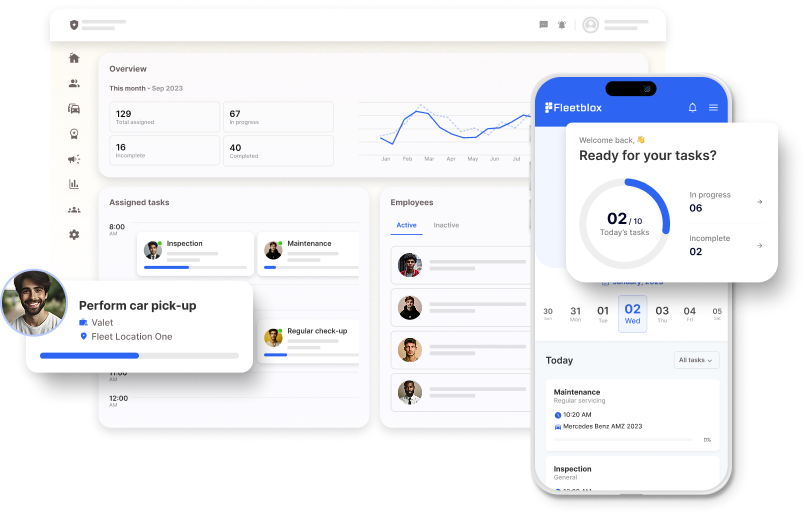 Overview
This month • Sep 2023
129
Total assigned
67
In progress
16
Incomplete
40
Completed
Jan Feb Mar Apr May Jun Jul
Assigned tasks
8:00
AM
Inspection
Maintenance
Regular check-up
11:00
AM
12:00
AM
Employees
Active Inactive
Perform car pick-up
Valet
Fleet Location One
Fleetblox
Welcome back, 👋
Ready for your tasks?
02 / 10
Today's tasks
In progress
06
Incomplete
02
January, 2023
30 31 01 02 03 04 05
Sun Mon Tue Wed Thu Fri Sat
Today
All tasks
Maintenance
Regular servicing
10:20 AM
Mercedes Benz AMZ 2023
0%
Inspection
General